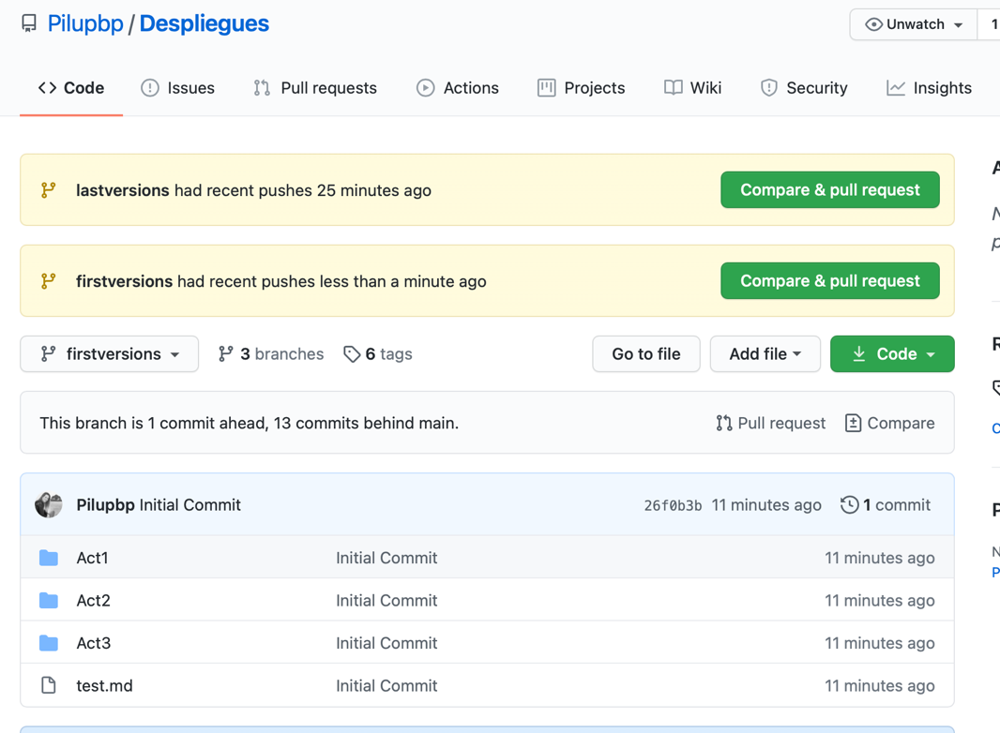 Pilupbp / Despliegues
Unwatch
1
Code
Issues
Pull requests
Actions
Projects
Wiki
Security
Insights
lastversions had recent pushes 25 minutes ago
Compare & pull request
firstversions had recent pushes less than a minute ago
Compare & pull request
firstversions
3 branches
6 tags
Go to file
Add file
Code
This branch is 1 commit ahead, 13 commits behind main.
Pull request
Compare
Pilupbp Initial Commit
26f0b3b 11 minutes ago
1 commit
Act1 Initial Commit 11 minutes ago
Act2 Initial Commit 11 minutes ago
Act3 Initial Commit 11 minutes ago
test.md Initial Commit 11 minutes ago